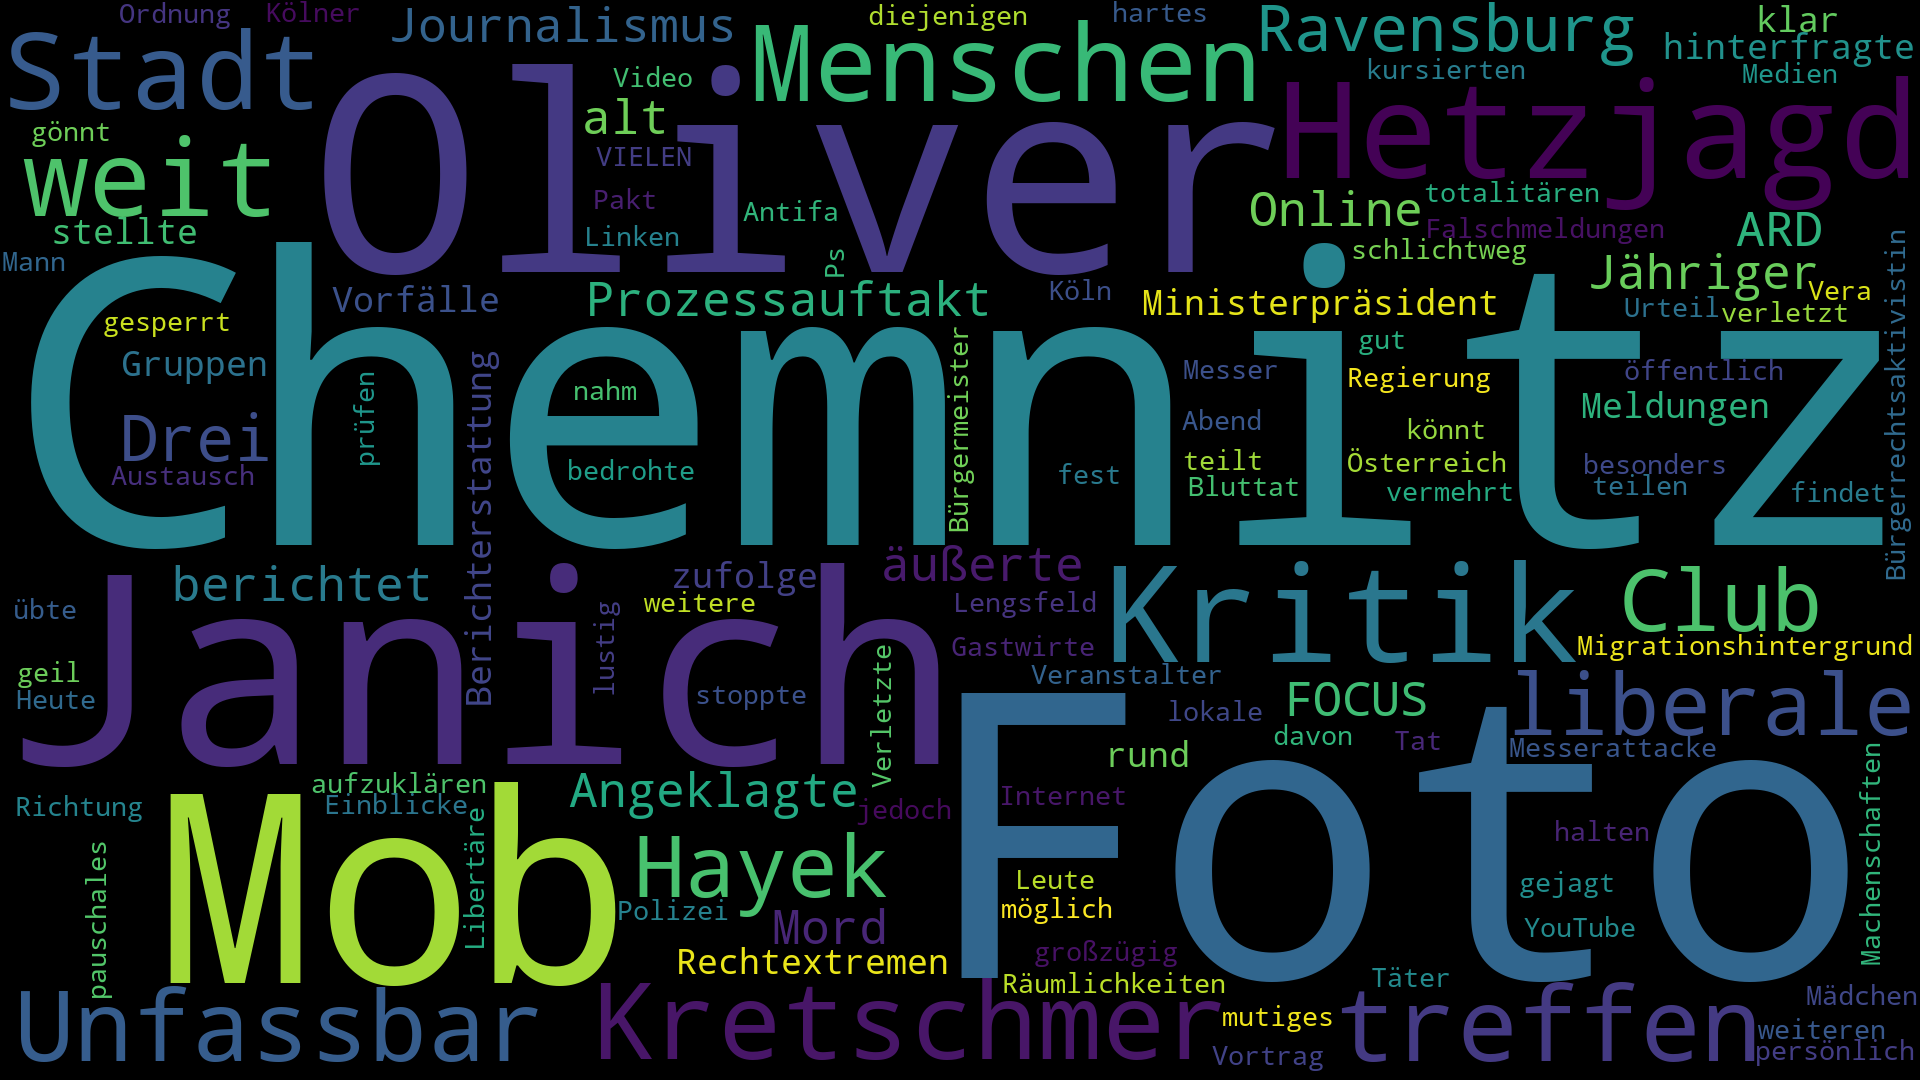 Ordnung
Kölner
Journalismus
diejenigen
hartes
Ravensburg
klar
Stadt
Menschen
hinterfragte
Video
kursierten
Medien
Oliver
alt
Hetzjagd
gönnt
weit
VIELEN
Pakt
Antifa
Online
totalitären
stellte
Linken
Falschmeldungen
ARD
Mann
Ps
schlichtweg
Jähriger
Bürgerrechtsaktivistin
Vorfälle
Prozessauftakt
Köln
Ministerpräsident
Vera
gesperrt
Urteil
verletzt
Chemnitz
Gruppen
gut
Messer
Regierung
öffentlich
prüfen
Berichterstattung
nahm
Bürgermeister
Meldungen
Drei
Abend
könnt
Austausch
bedrohte
fest
teilt
Österreich
besonders
Bluttat
vermehrt
teilen
findet
berichtet
zufolge
äußerte
Kritik
Club
übte
Janich
lustig
weitere
Lengsfeld
Gastwirte
Migrationshintergrund
geil
Heute
stoppte
Verletzte
Veranstalter
lokale
FOCUS
liberale
davon
Tat
Messerattacke
rund
aufzuklären
Richtung
Einblicke
Angeklagte
jedoch
Internet
Foto
Machenschaften
Mob
Libertäre
pauschales
Hayek
halten
Leute
gejagt
Polizei
möglich
Mord
YouTube
Rechtextremen
großzügig
Räumlichkeiten
Täter
Unfassbar
Kretschmer
mutiges
treffen
Mädchen
weiteren
Vortrag
persönlich